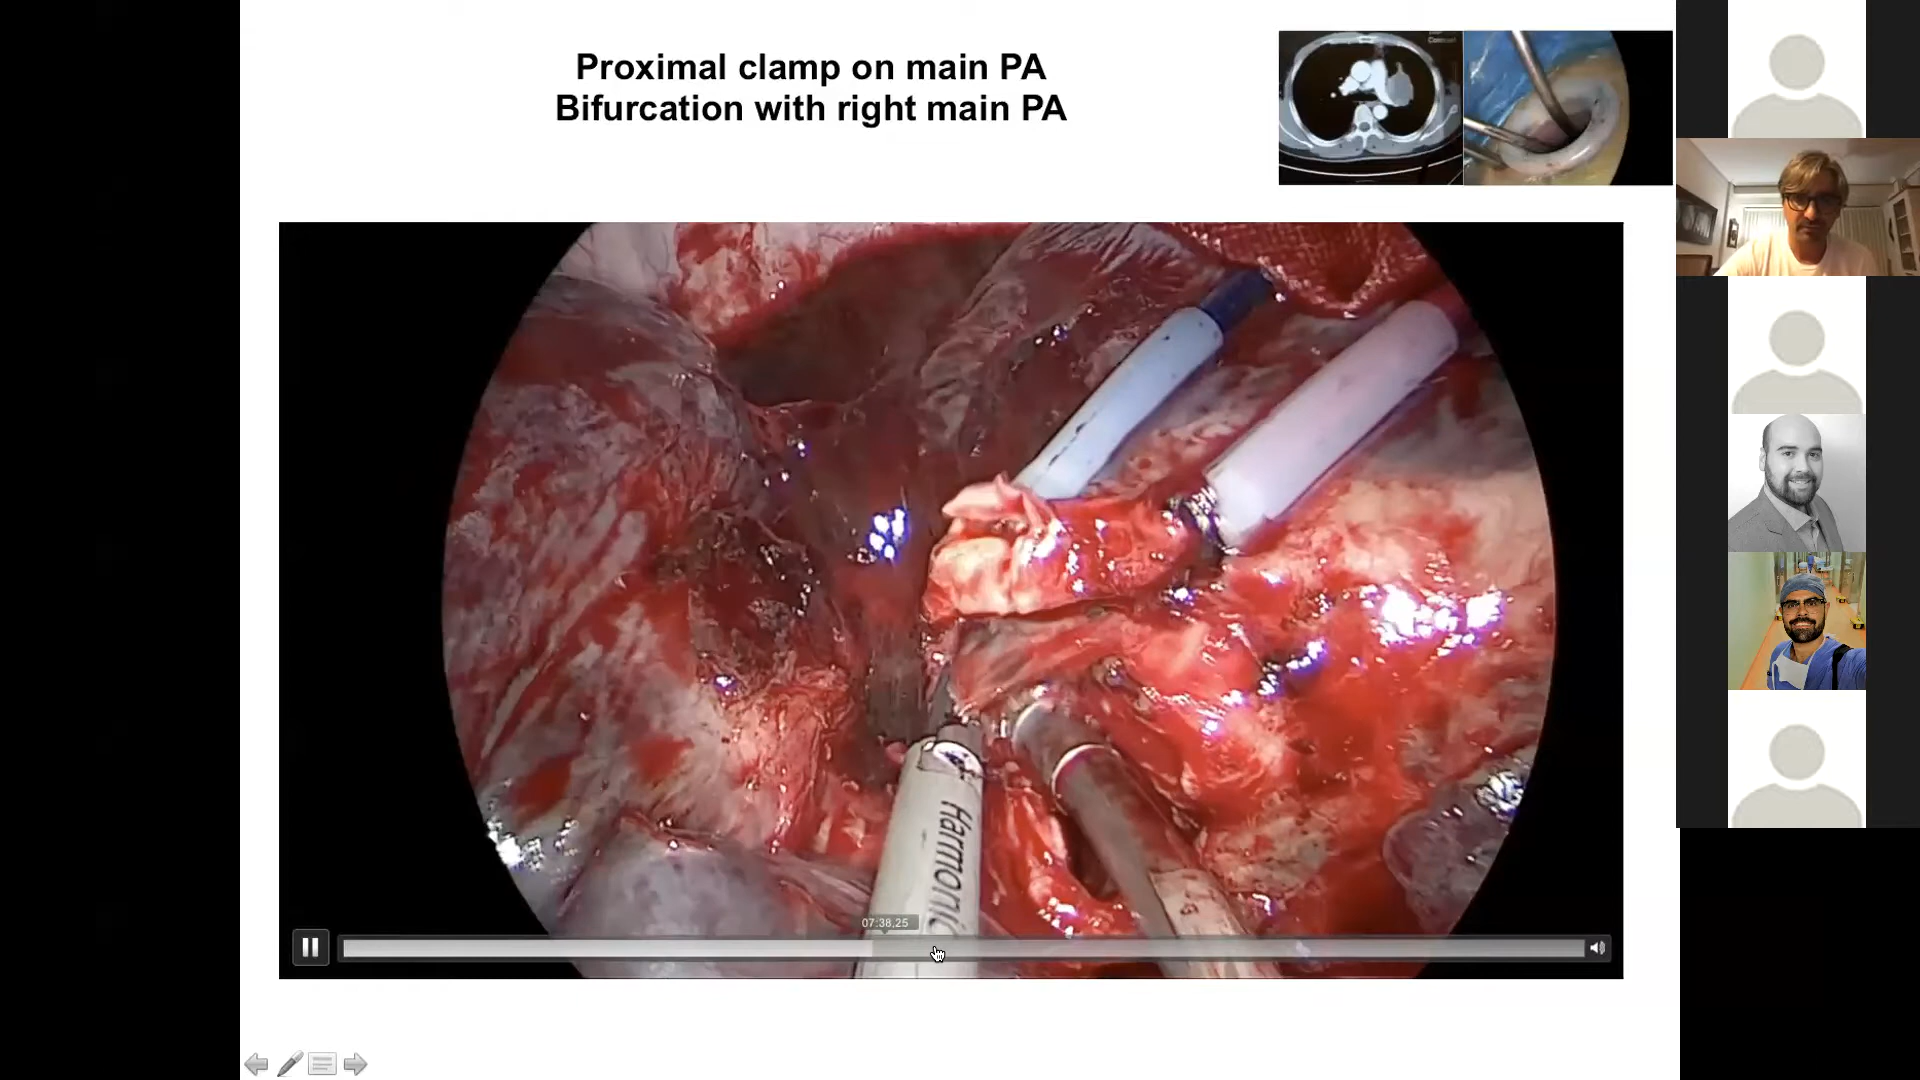 Proximal clamp on main PA
Bifurcation with right main PA
Harmonic
07:38,25